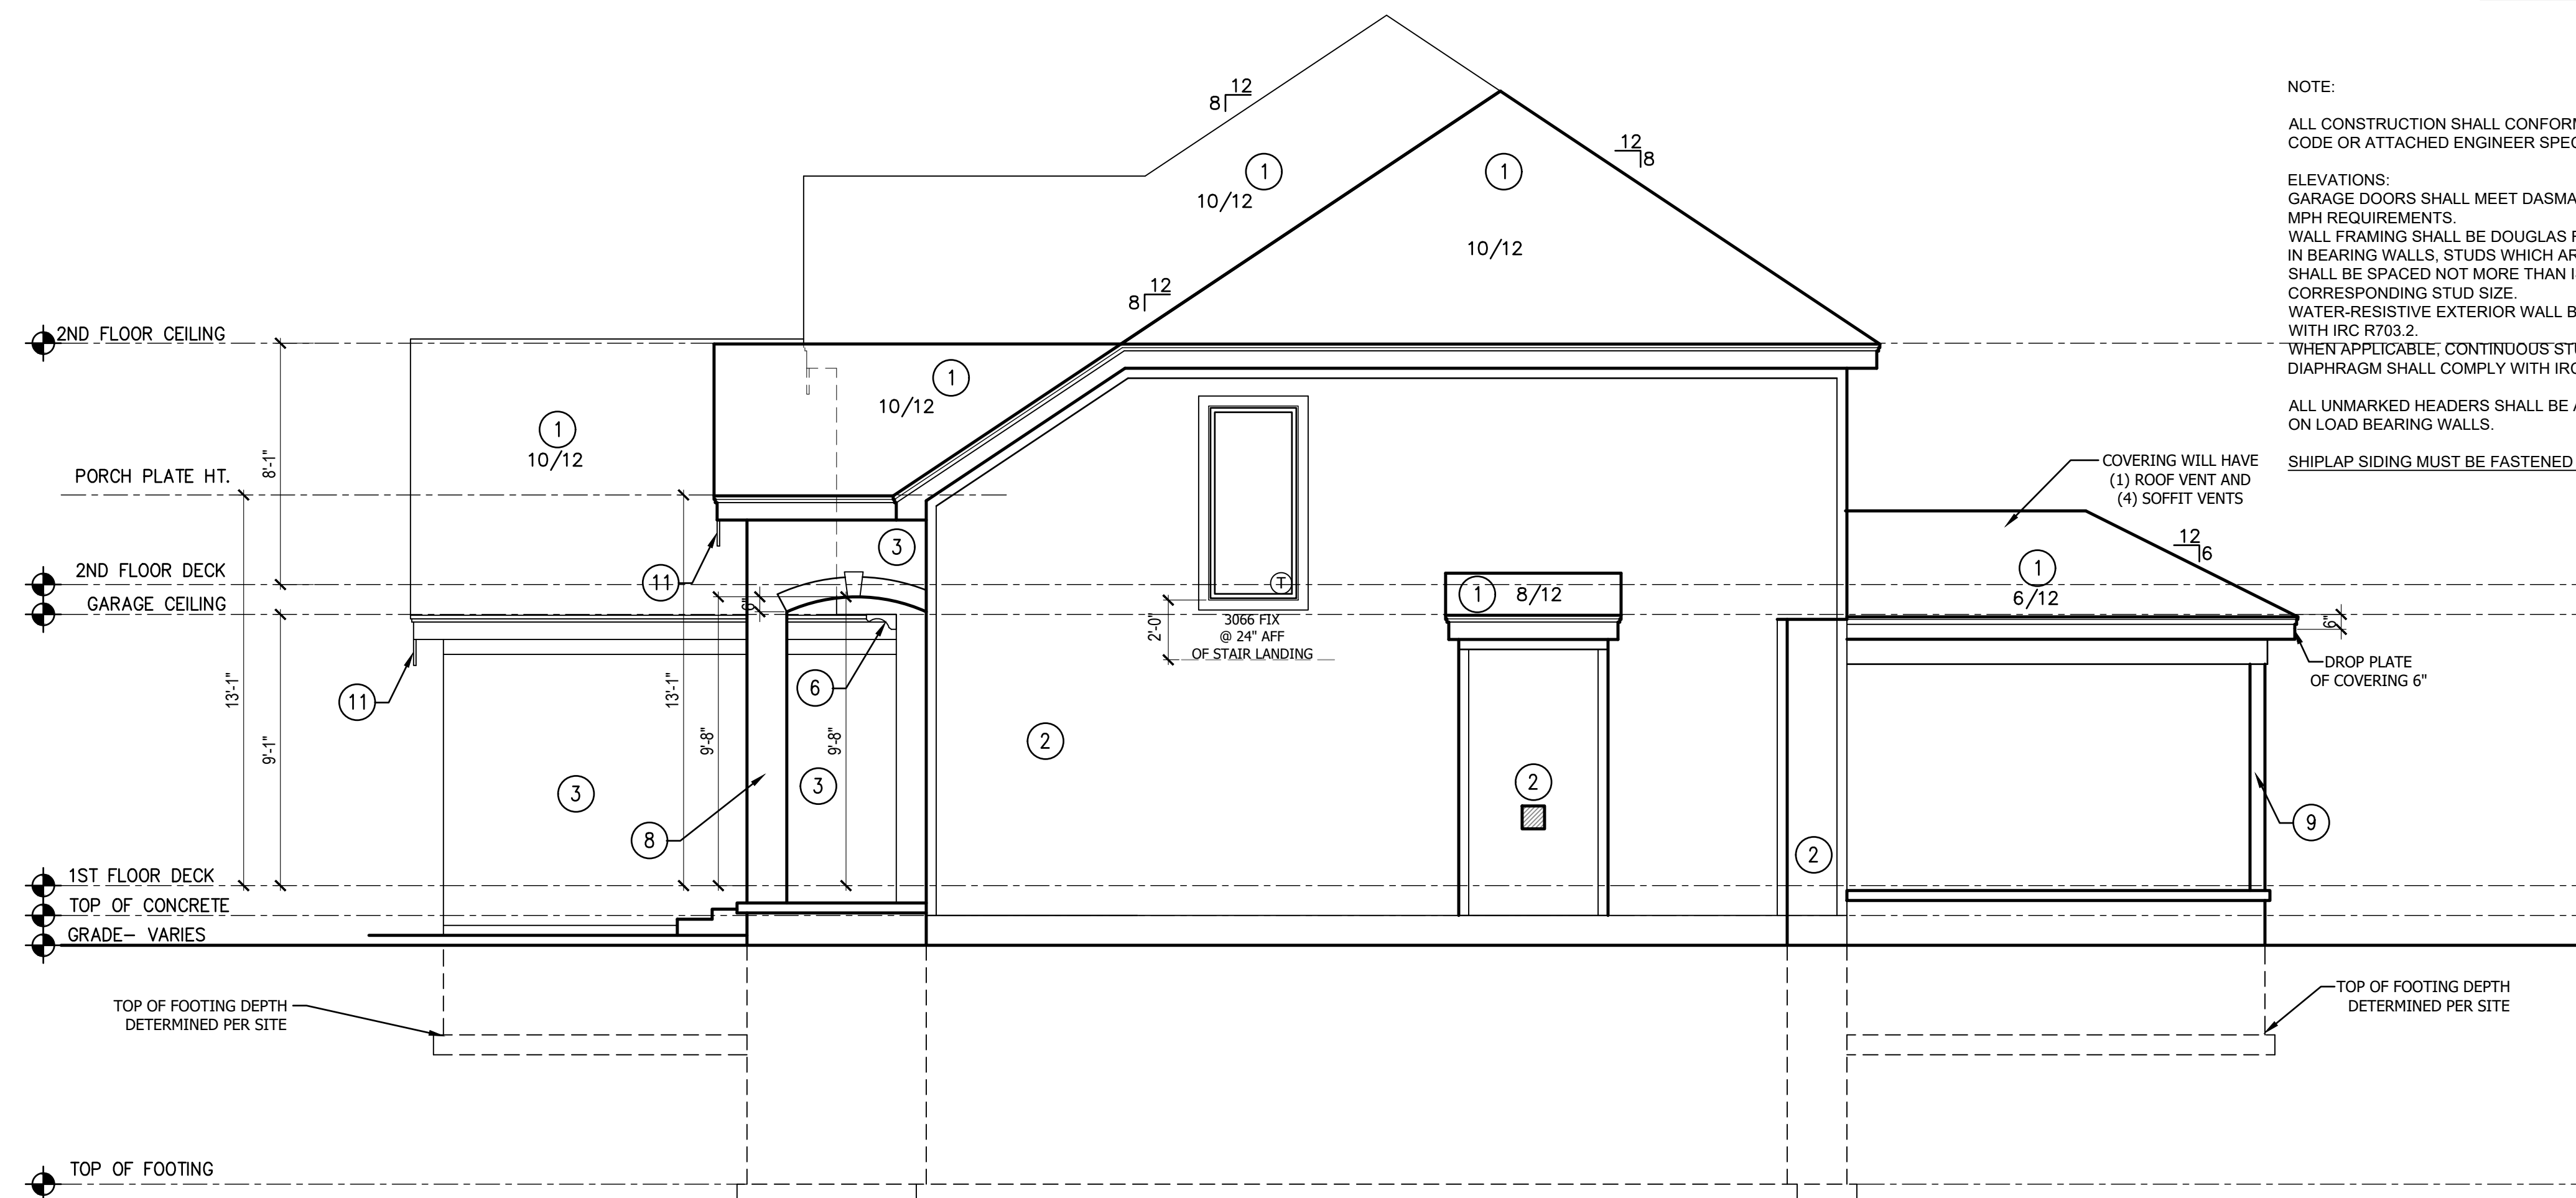 12
8
12
8
1
1
10/12
10/12
12
8
2ND FLOOR CEILING
1
10/12
1
10/12
8'-1"
PORCH PLATE HT.
3
11
2ND FLOOR DECK
GARAGE CEILING
6"
T
2'-0"
3066 FIX
@ 24" AFF
OF STAIR LANDING
1
8/12
COVERING WILL HAVE
(1) ROOF VENT AND
(4) SOFFIT VENTS
12
6
1
6/12
6"
DROP PLATE
OF COVERING 6"
13'-1"
9'-1"
11
13'-1"
9'-8"
9'-8"
6
3
3
8
2
2
2
9
1ST FLOOR DECK
TOP OF CONCRETE
GRADE- VARIES
TOP OF FOOTING DEPTH
DETERMINED PER SITE
TOP OF FOOTING DEPTH
DETERMINED PER SITE
TOP OF FOOTING
NOTE:
ALL CONSTRUCTION SHALL CONFOR
CODE OR ATTACHED ENGINEER SPE
ELEVATIONS:
GARAGE DOORS SHALL MEET DASMA
MPH REQUIREMENTS.
WALL FRAMING SHALL BE DOUGLAS
IN BEARING WALLS, STUDS WHICH AR
SHALL BE SPACED NOT MORE THAN
CORRESPONDING STUD SIZE.
WATER-RESISTIVE EXTERIOR WALL B
WITH IRC R703.2.
WHEN APPLICABLE, CONTINUOUS ST
DIAPHRAGM SHALL COMPLY WITH IRC
ALL UNMARKED HEADERS SHALL BE
ON LOAD BEARING WALLS.
SHIPLAP SIDING MUST BE FASTENED